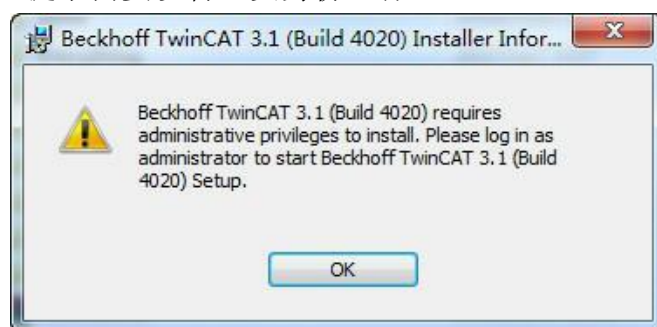 Beckhoff TwinCAT 3.1 (Build 4020) Installer Infor...
Beckhoff TwinCAT 3.1 (Build 4020) requires
administrative privileges to install. Please log in as
administrator to start Beckhoff TwinCAT 3.1 (Build
4020) Setup.
OK